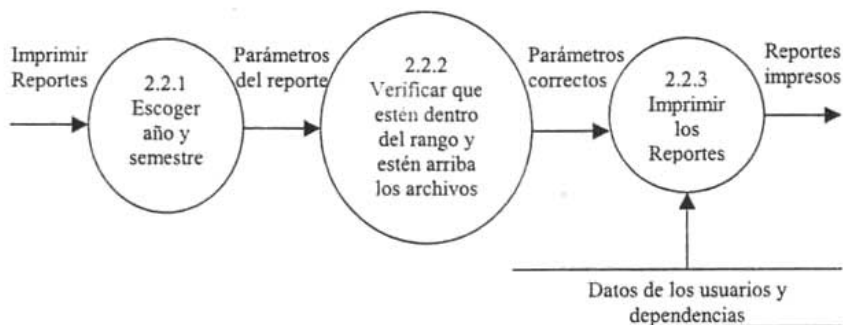 Imprimir
Reportes
2.2.1
Escoger
año y
semestre
Parámetros
del reporte
2.2.2
Verificar que
estén dentro
del rango y
estén arriba
los archivos
Parámetros
correctos
2.2.3
Imprimir
los
Reportes
Reportes
impresos
Datos de los usuarios y
dependencias